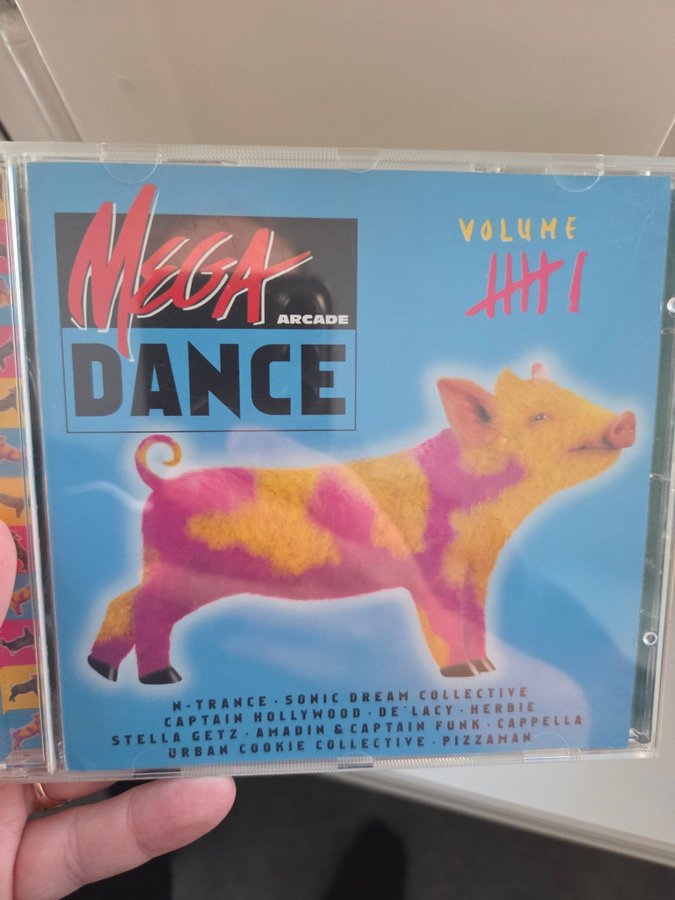 MEGA
ARCADE
DANCE
VOLUME
卌 I
N-TRANCE · SONIC DREAM COLLECTIVE
CAPTAIN HOLLYWOOD · DE'LACY · HERBIE
STELLA GETZ · AMADIN & CAPTAIN FUNK · CAPPELLA
URBAN COOKIE COLLECTIVE · PIZZAMAN